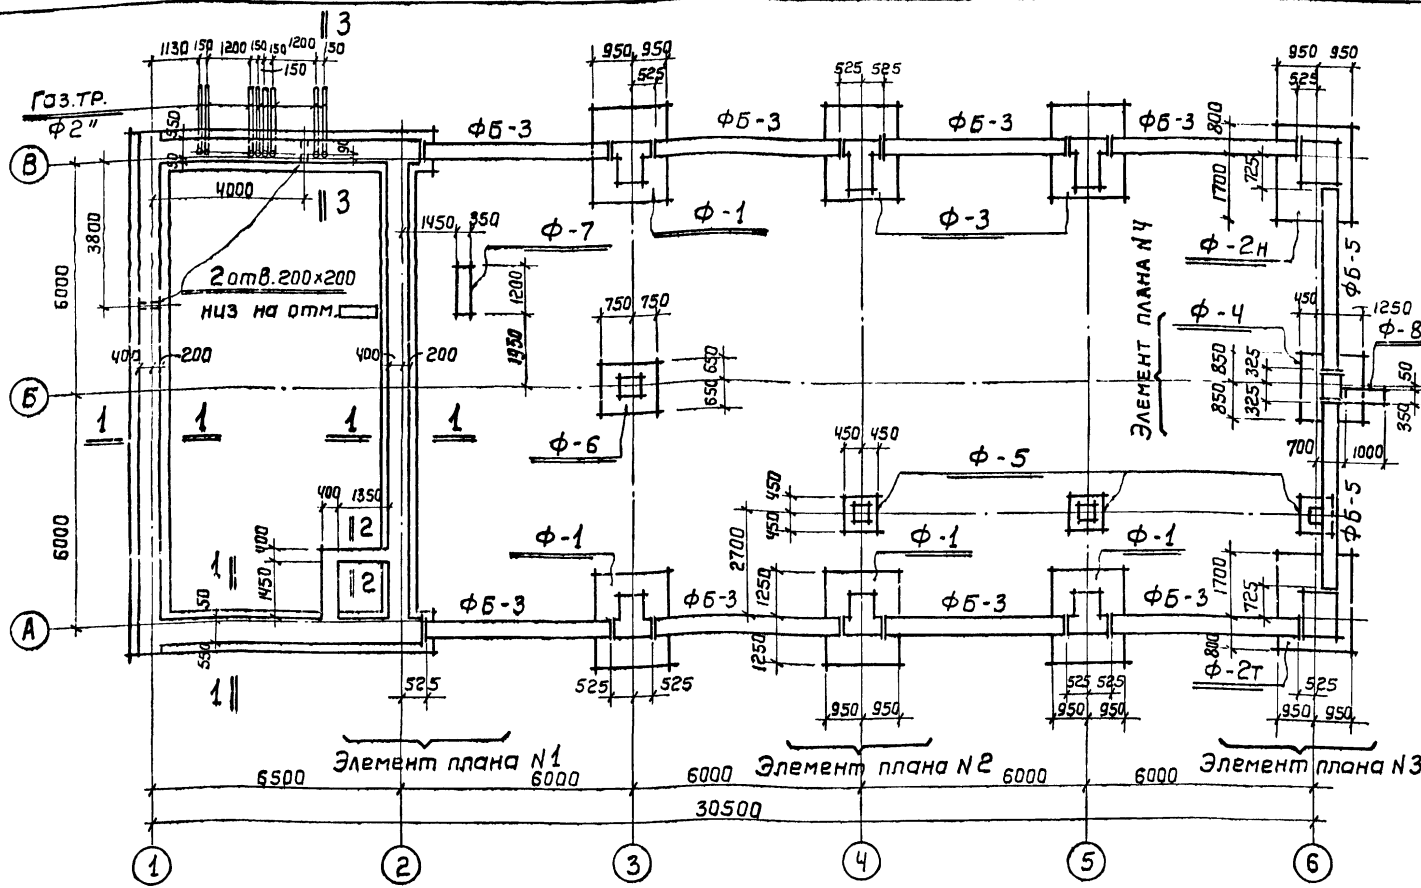 3
1130 150 1200 150 150 1200 150
150
950 950
525
525 525
950 950
525
Газ.тр.
Ф2"
550
50
90
ФБ-3
ФБ-3
ФБ-3
ФБ-3
800
1700
725
В
4000
3
3800
1450 350
Ф-7
Ф-1
Ф-3
Ф-2н
ФБ-5
6000
2 отв. 200×200
низ на отм.
1200
1950
750 750
Элемент плана N4
450
1250
Ф-4
Ф-8
400 200
400 200
650
650
850
850
325
325
50
350
Б
1 1 1 1
Ф-6
700 1000
450 450
Ф-5
400 1350
450
450
ФБ-5
6000
2
400
1450
2
1
Ф-1
2700
1250
1250
Ф-1
Ф-1
1700
725
800
50
550
А
ФБ-3
ФБ-3
ФБ-3
ФБ-3
Ф-2т
1
525
525 525
525 525
525
950 950
950 950
950 950
Элемент плана N1
Элемент плана N2
Элемент плана N3
6500 6000 6000 6000 6000
30500
1 2 3 4 5 6